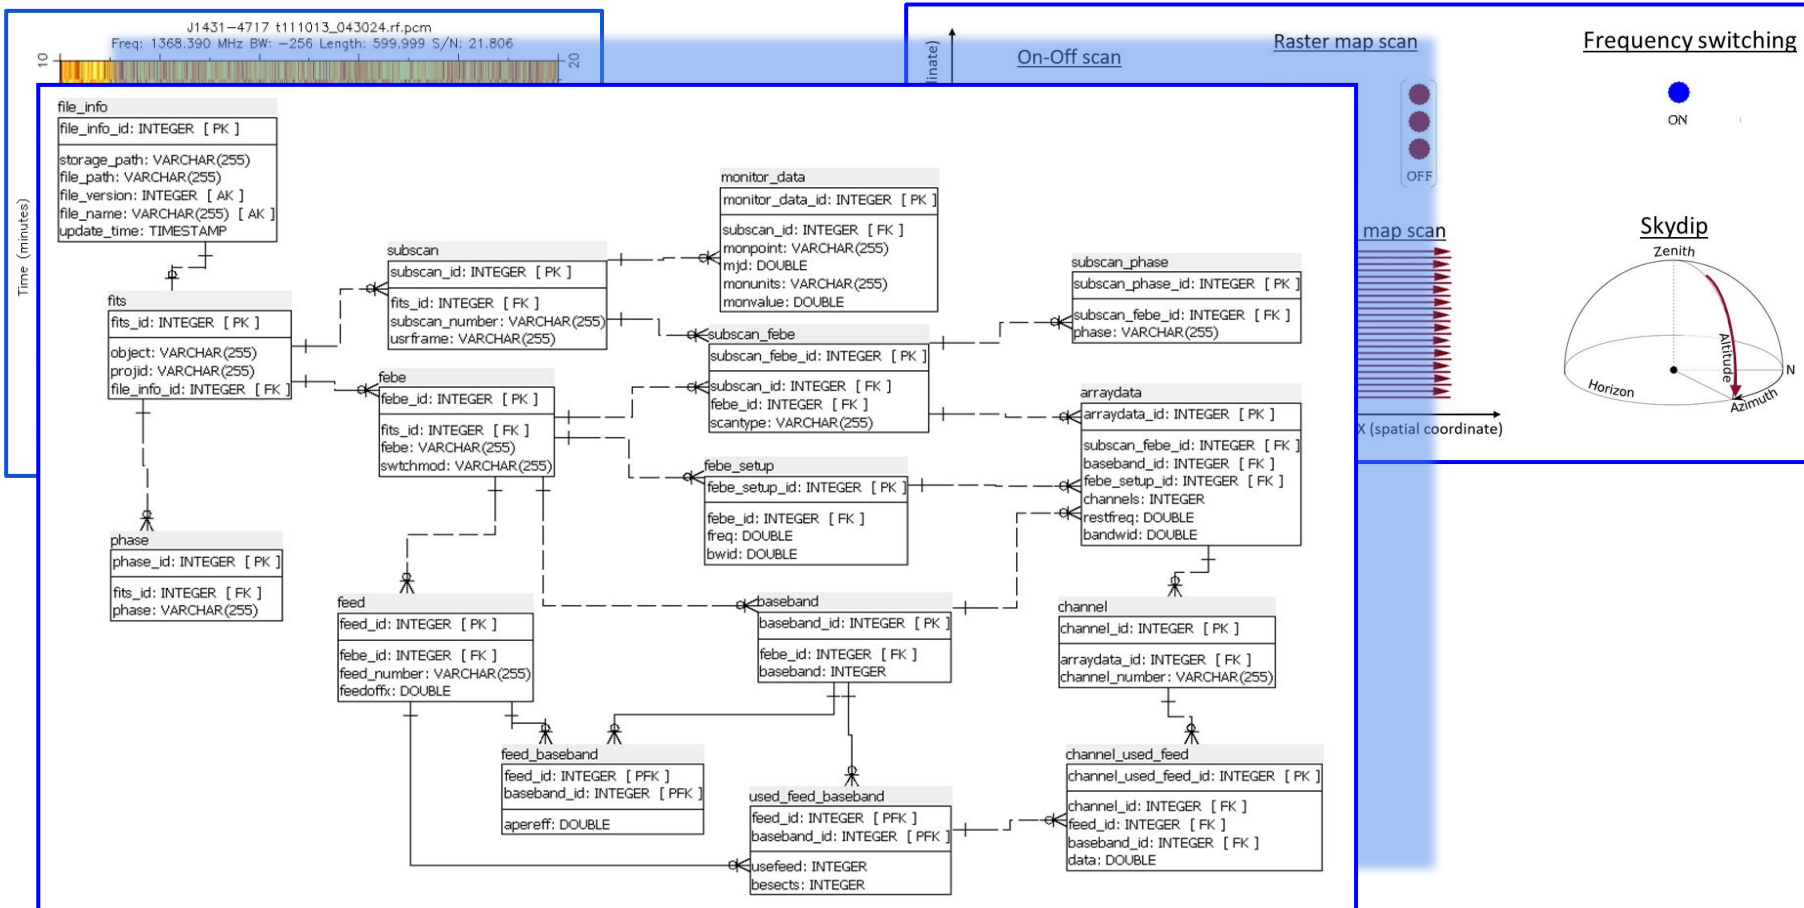 J1431-4717 t111013_043024.rf.pcm
Freq: 1368.390 MHz BW: -256 Length: 599.999 S/N: 21.806
10
20
Time (minutes)
On-Off scan
Raster map scan
OFF
map scan
X (spatial coordinate)
Frequency switching
ON
Skydip
Zenith
Altitude
N
Horizon
Azimuth
file_info
file_info_id: INTEGER [ PK ]
storage_path: VARCHAR(255)
file_path: VARCHAR(255)
file_version: INTEGER [ AK ]
file_name: VARCHAR(255) [ AK ]
update_time: TIMESTAMP
fits
fits_id: INTEGER [ PK ]
object: VARCHAR(255)
projid: VARCHAR(255)
file_info_id: INTEGER [ FK ]
phase
phase_id: INTEGER [ PK ]
fits_id: INTEGER [ FK ]
phase: VARCHAR(255)
subscan
subscan_id: INTEGER [ PK ]
fits_id: INTEGER [ FK ]
subscan_number: VARCHAR(255)
usrframe: VARCHAR(255)
febe
febe_id: INTEGER [ PK ]
fits_id: INTEGER [ FK ]
febe: VARCHAR(255)
swtchmod: VARCHAR(255)
feed
feed_id: INTEGER [ PK ]
febe_id: INTEGER [ FK ]
feed_number: VARCHAR(255)
feedoffx: DOUBLE
monitor_data
monitor_data_id: INTEGER [ PK ]
subscan_id: INTEGER [ FK ]
monpoint: VARCHAR(255)
mjd: DOUBLE
monunits: VARCHAR(255)
monvalue: DOUBLE
subscan_febe
subscan_febe_id: INTEGER [ PK ]
subscan_id: INTEGER [ FK ]
febe_id: INTEGER [ FK ]
scantype: VARCHAR(255)
febe_setup
febe_setup_id: INTEGER [ PK ]
febe_id: INTEGER [ FK ]
freq: DOUBLE
bwid: DOUBLE
baseband
baseband_id: INTEGER [ PK ]
febe_id: INTEGER [ FK ]
baseband: INTEGER
feed_baseband
feed_id: INTEGER [ PFK ]
baseband_id: INTEGER [ PFK ]
apereff: DOUBLE
used_feed_baseband
feed_id: INTEGER [ PFK ]
baseband_id: INTEGER [ PFK ]
usefeed: INTEGER
besects: INTEGER
subscan_phase
subscan_phase_id: INTEGER [ PK ]
subscan_febe_id: INTEGER [ FK ]
phase: VARCHAR(255)
arraydata
arraydata_id: INTEGER [ PK ]
subscan_febe_id: INTEGER [ FK ]
baseband_id: INTEGER [ FK ]
febe_setup_id: INTEGER [ FK ]
channels: INTEGER
restfreq: DOUBLE
bandwid: DOUBLE
channel
channel_id: INTEGER [ PK ]
arraydata_id: INTEGER [ FK ]
channel_number: VARCHAR(255)
channel_used_feed
channel_used_feed_id: INTEGER [ PK ]
channel_id: INTEGER [ FK ]
feed_id: INTEGER [ FK ]
baseband_id: INTEGER [ FK ]
data: DOUBLE